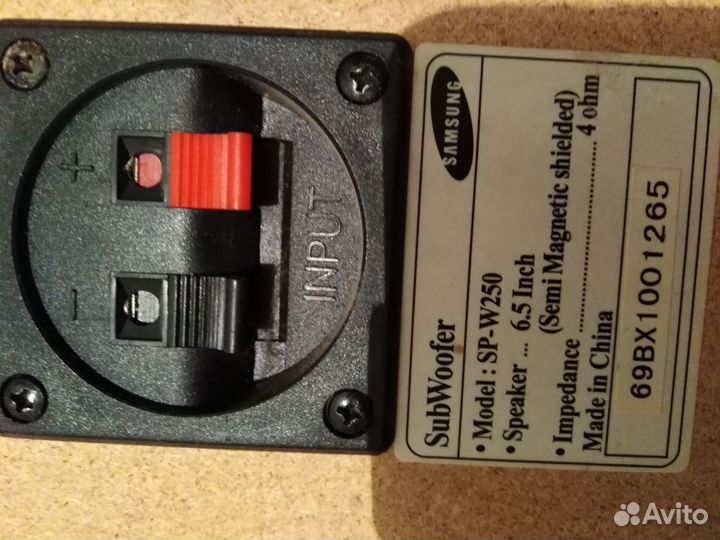 +
−
INPUT
SAMSUNG
SubWoofer
• Model : SP-W250
• Speaker ... 6.5 Inch
(Semi Magnetic shielded)
• Impedance ........................ 4 ohm
Made in China
69BX1001265
Avito